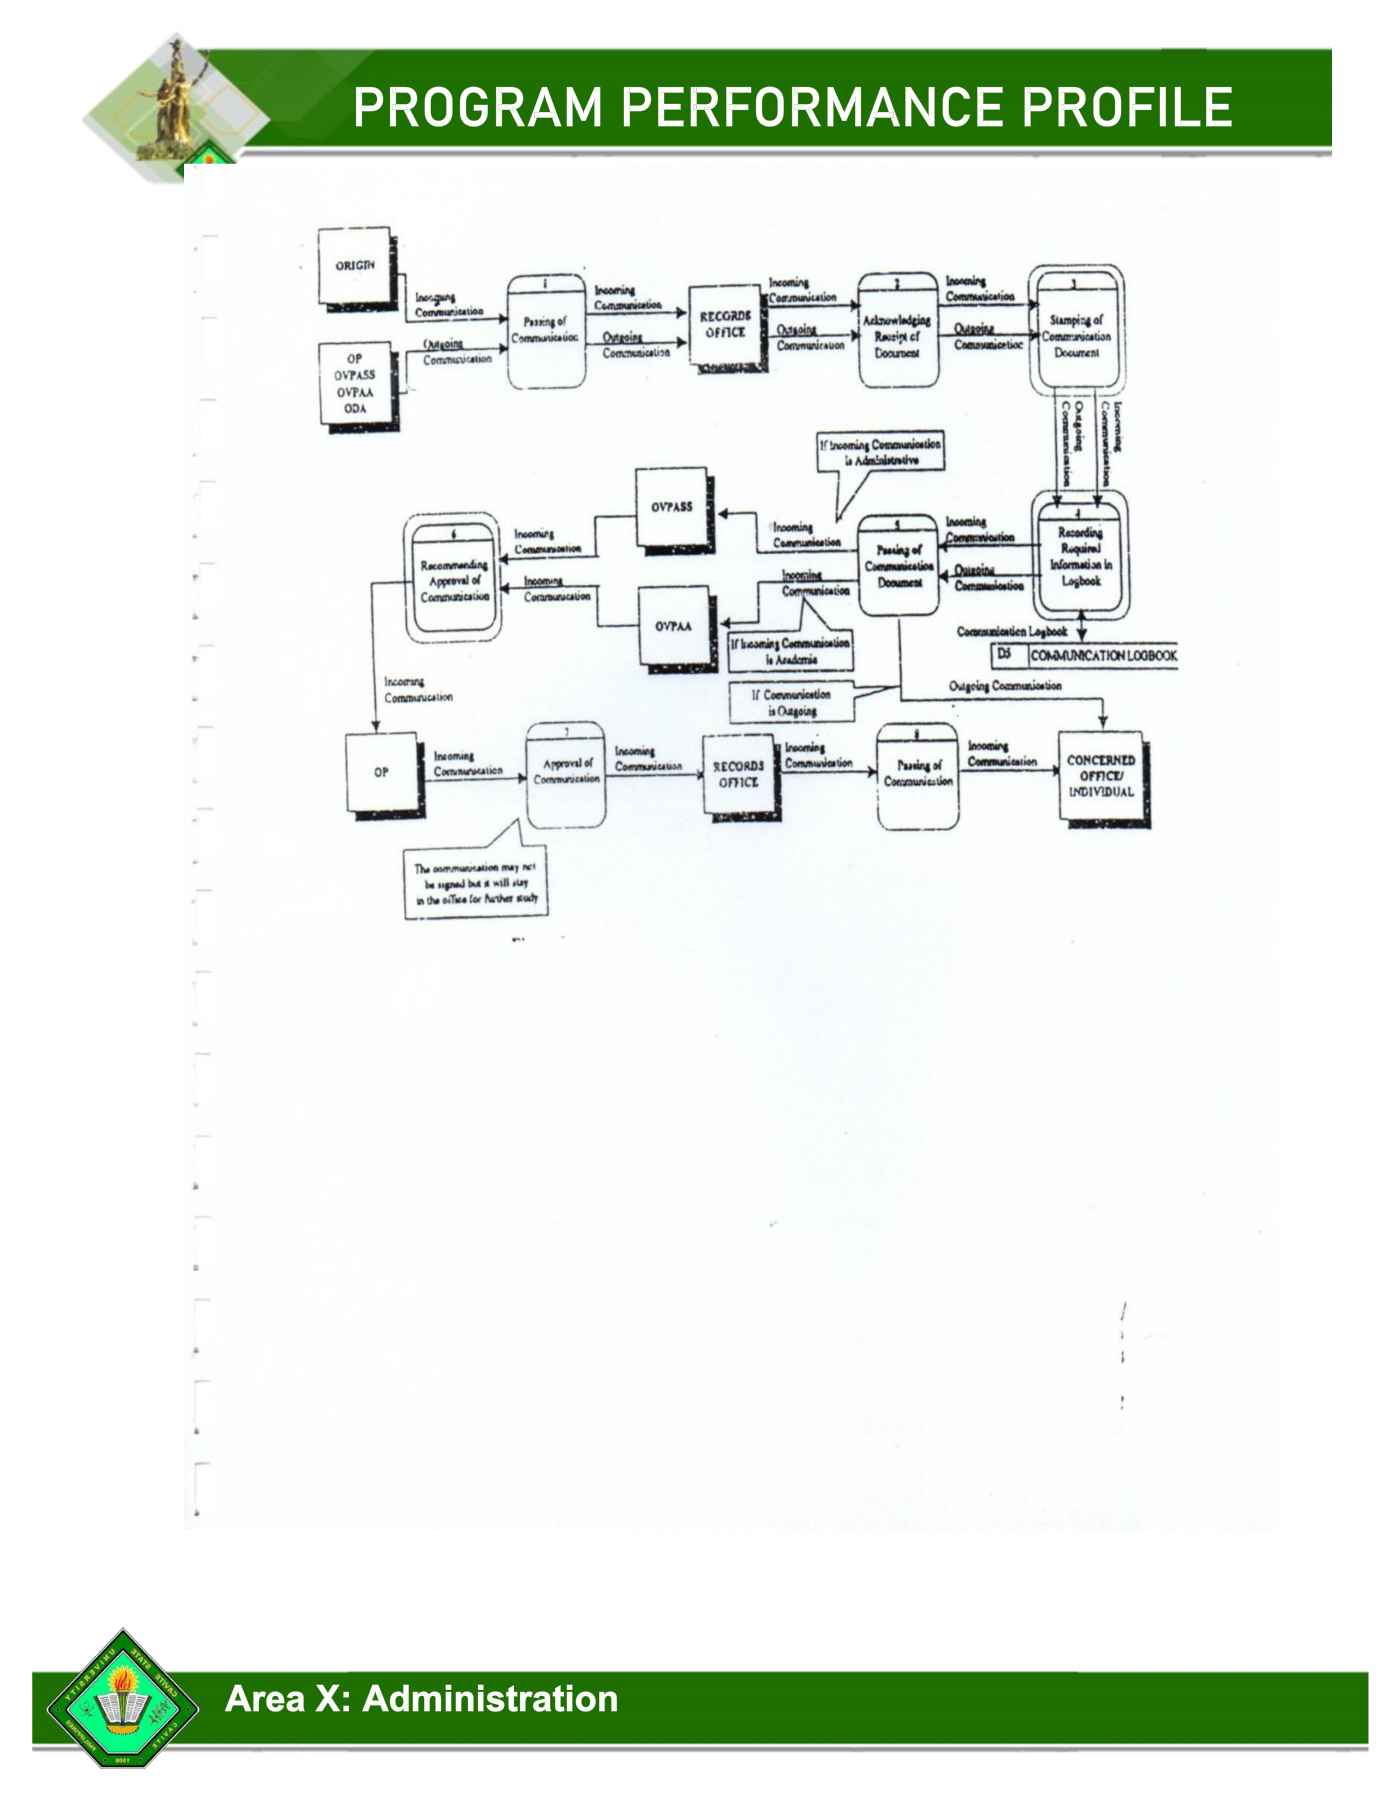 PROGRAM PERFORMANCE PROFILE
ORIGIN
Incoming
Communication
OP
OVPASS
OVPAA
ODA
Outgoing
Communication
1
Passing of
Communication
Incoming
Communication
Outgoing
Communication
RECORDS
OFFICE
Incoming
Communication
Outgoing
Communication
2
Acknowledging
Receipt of
Document
Incoming
Communication
Outgoing
Communication
3
Stamping of
Communication
Document
Incoming
Communication
Outgoing
Communication
4
Recording
Required
Information in
Logbook
Communication Logbook
D3 COMMUNICATION LOGBOOK
Incoming
Communication
Outgoing
Communication
5
Passing of
Communication
Document
If Incoming Communication
is Administrative
Incoming
Communication
Incoming
Communication
If Incoming Communication
is Academic
If Communication
is Outgoing
Outgoing Communication
OVPASS
OVPAA
Incoming
Communication
Incoming
Communication
6
Recommending
Approval of
Communication
Incoming
Communication
OP
Incoming
Communication
7
Approval of
Communication
The communication may not
be signed but it will stay
in the office for further study
Incoming
Communication
RECORDS
OFFICE
Incoming
Communication
8
Passing of
Communication
Incoming
Communication
CONCERNED
OFFICE/
INDIVIDUAL
CAVITE STATE UNIVERSITY
CAVITE
PHILIPPINES
1906
Area X: Administration